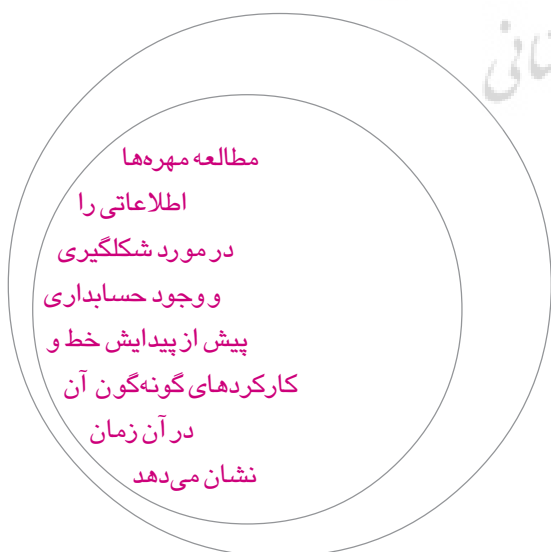 مطالعه مهره‌ها
اطلاعاتی را
در مورد شکلگیری
و وجود حسابداری
پیش از پیدایش خط و
کارکردهای گونه‌گون آن
در آن زمان
نشان می‌دهد